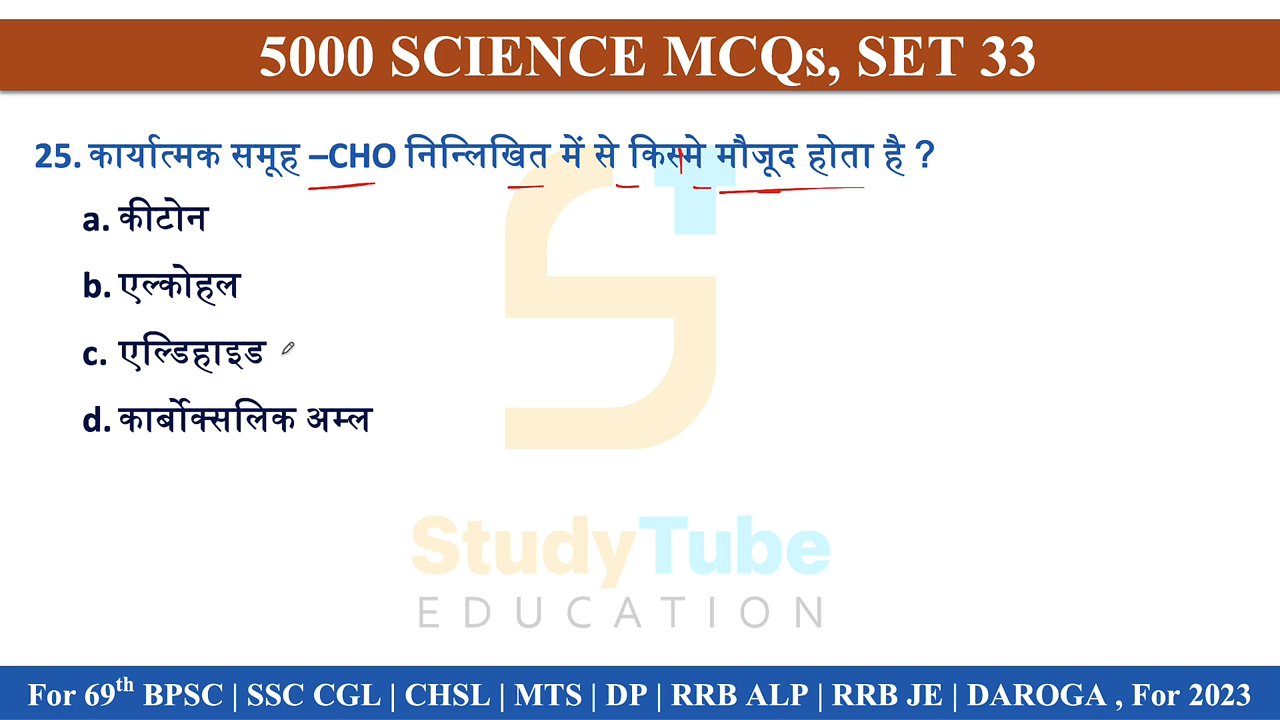 5000 SCIENCE MCQs, SET 33
25. कार्यात्मक समूह –CHO निन्लिखित में से किसमे मौजूद होता है ?
a. कीटोन
b. एल्कोहल
c. एल्डिहाइड
d. कार्बोक्सलिक अम्ल
StudyTube
EDUCATION
For 69th BPSC | SSC CGL | CHSL | MTS | DP | RRB ALP | RRB JE | DAROGA , For 2023